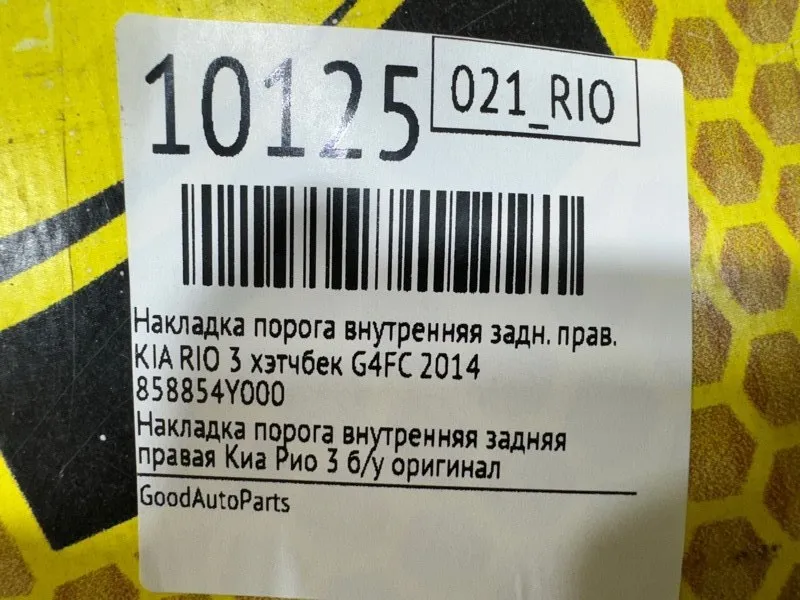 10125
021_RIO
Накладка порога внутренняя задн. прав.
KIA RIO 3 хэтчбек G4FC 2014
858854Y000
Накладка порога внутренняя задняя
правая Киа Рио 3 б/у оригинал
GoodAutoParts